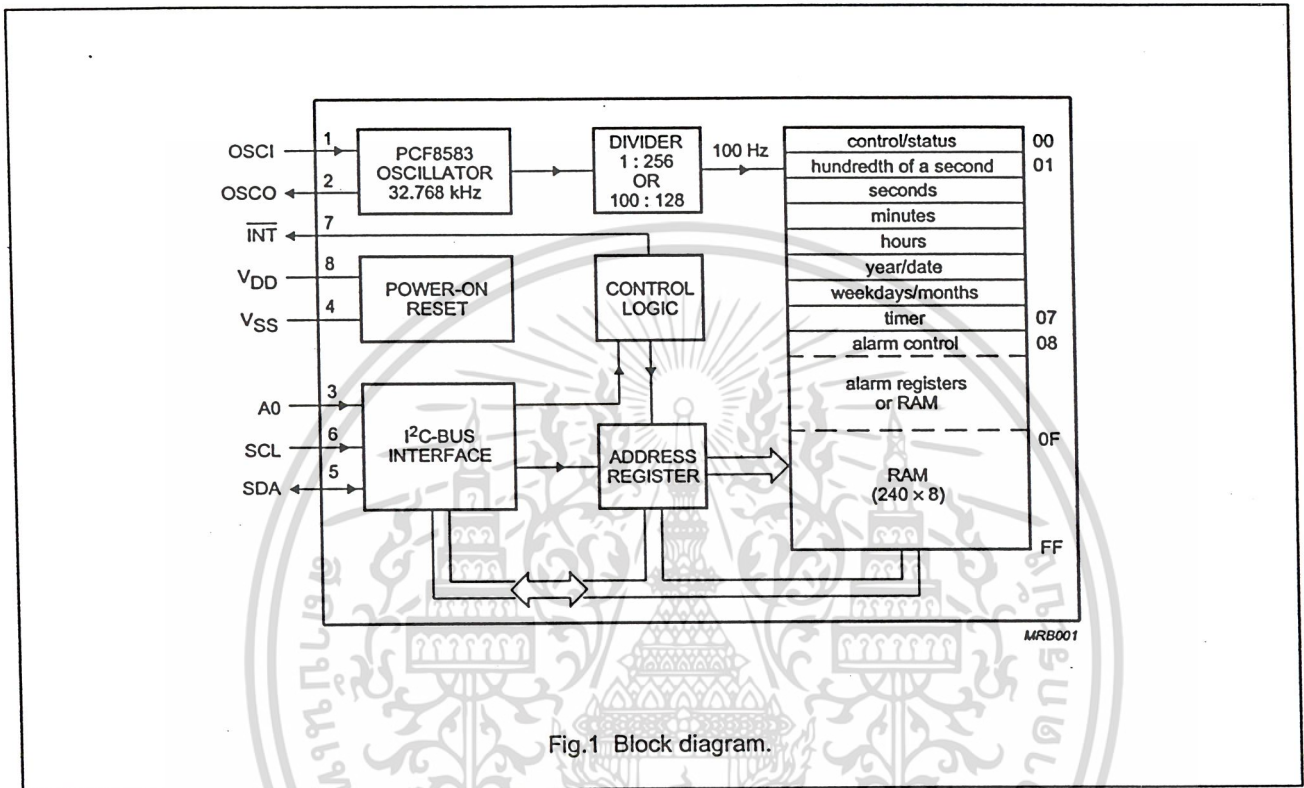 OSCI
1
OSCO
2
INT
7
VDD
8
VSS
4
A0
3
SCL
6
SDA
5
PCF8583
OSCILLATOR
32.768 kHz
DIVIDER
1 : 256
OR
100 : 128
100 Hz
POWER-ON
RESET
CONTROL
LOGIC
I²C-BUS
INTERFACE
ADDRESS
REGISTER
control/status 00
hundredth of a second 01
seconds
minutes
hours
year/date
weekdays/months
timer 07
alarm control 08
alarm registers
or RAM
0F
RAM
(240 × 8)
FF
MRB001
Fig.1 Block diagram.